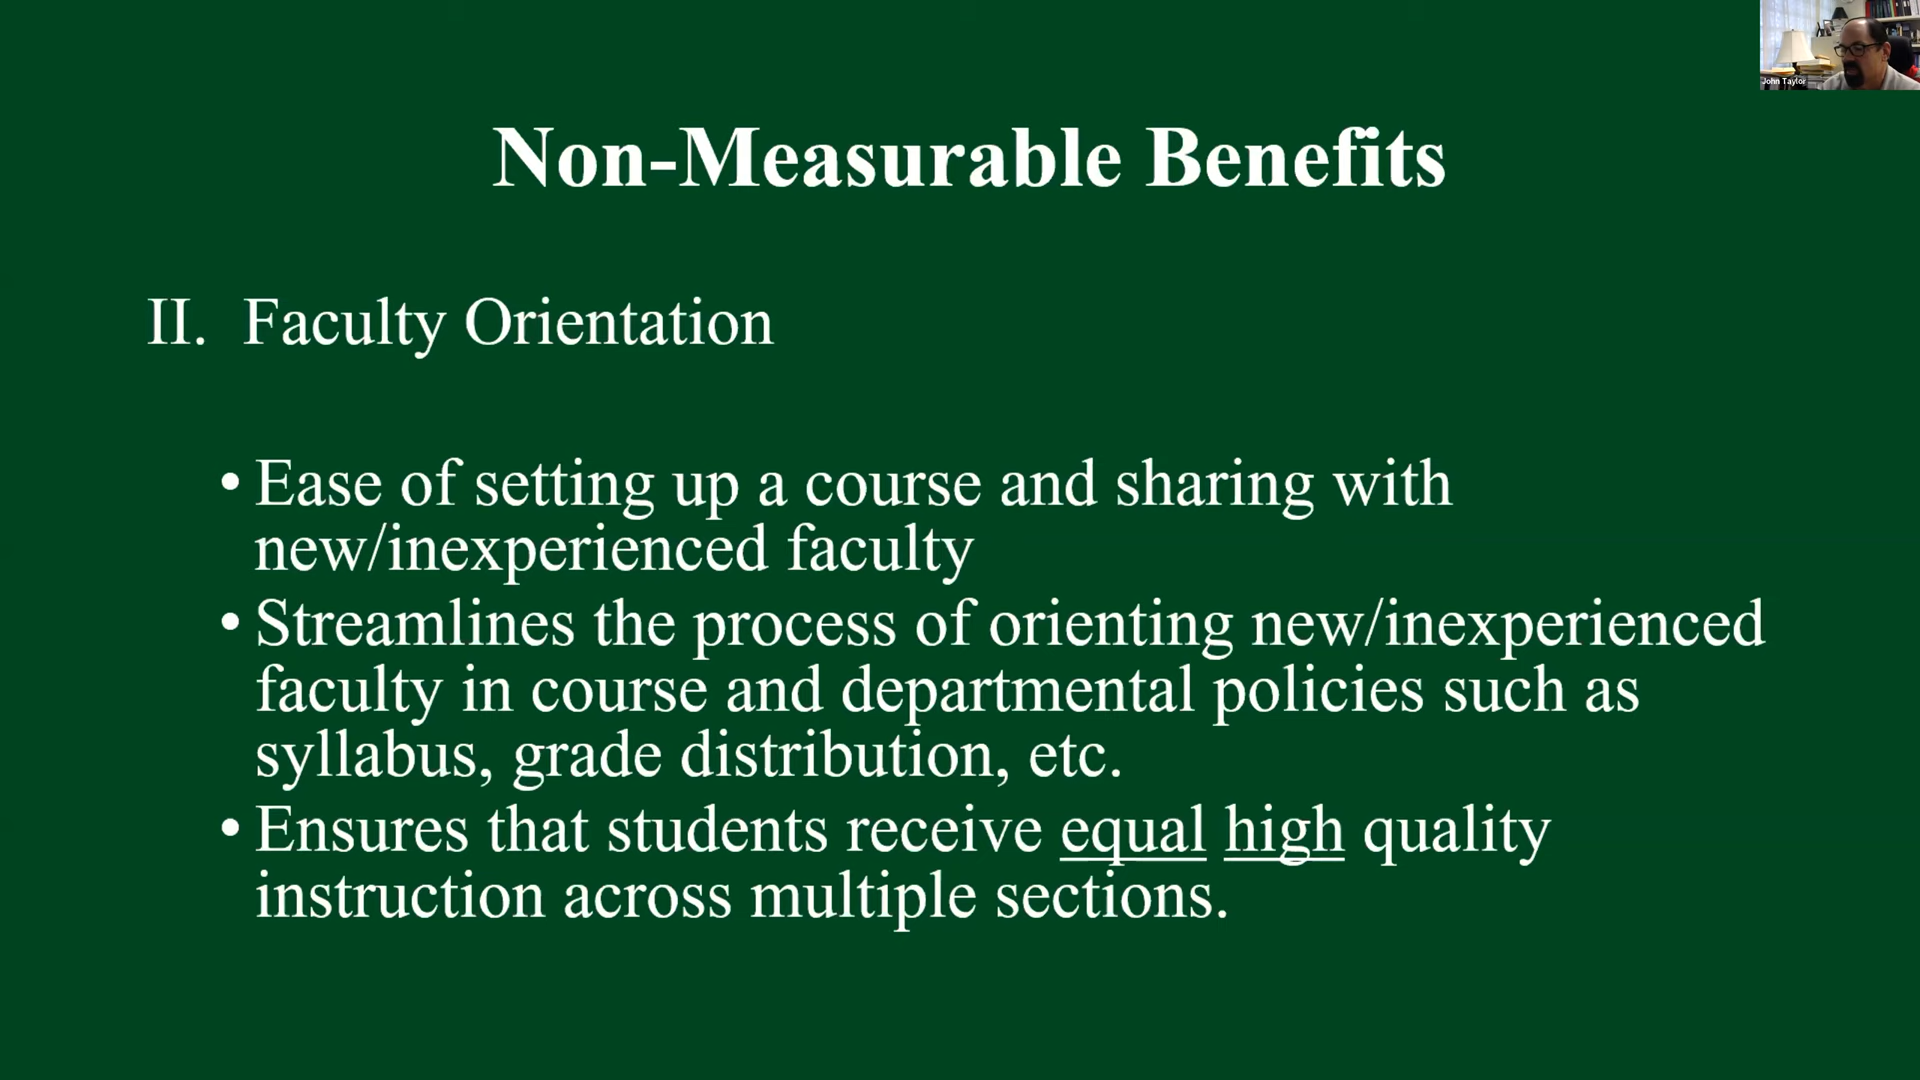 John Taylor
Non-Measurable Benefits
II. Faculty Orientation
• Ease of setting up a course and sharing with
new/inexperienced faculty
• Streamlines the process of orienting new/inexperienced
faculty in course and departmental policies such as
syllabus, grade distribution, etc.
• Ensures that students receive equal high quality
instruction across multiple sections.